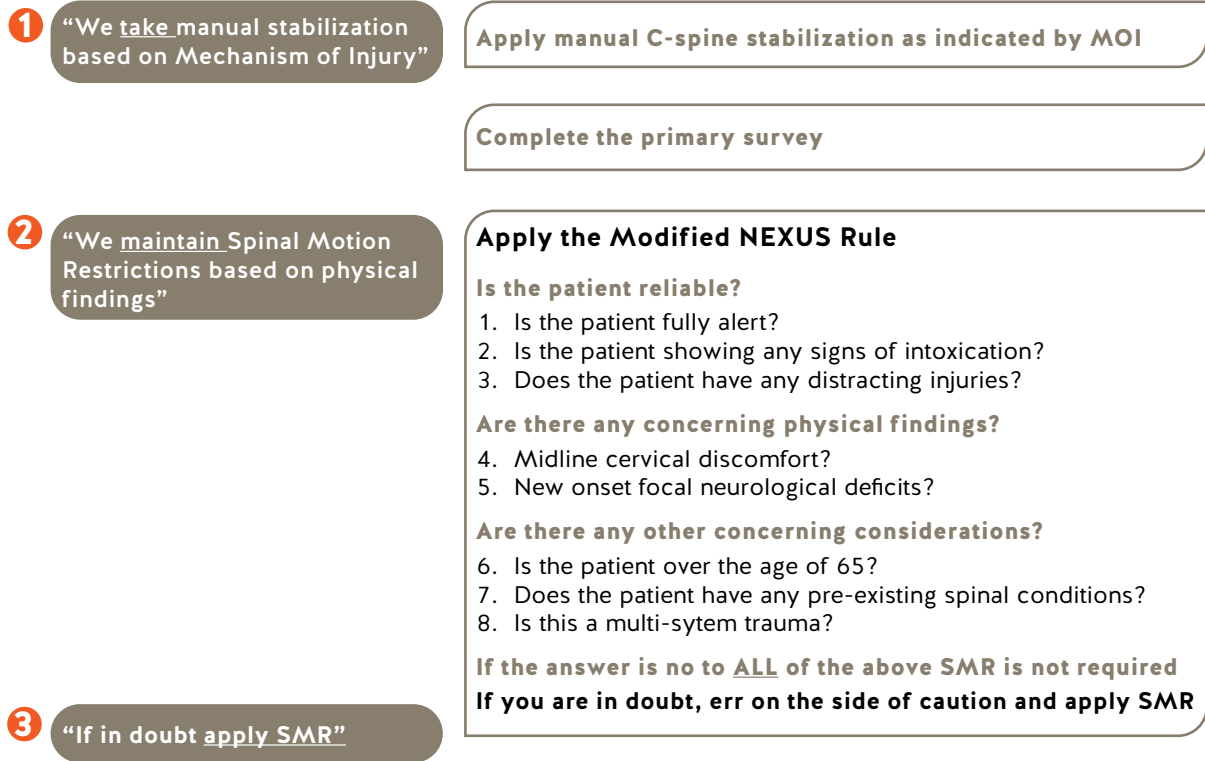 1
“We take manual stabilization
based on Mechanism of Injury”
Apply manual C-spine stabilization as indicated by MOI
Complete the primary survey
2
“We maintain Spinal Motion
Restrictions based on physical
findings”
Apply the Modified NEXUS Rule
Is the patient reliable?
1. Is the patient fully alert?
2. Is the patient showing any signs of intoxication?
3. Does the patient have any distracting injuries?
Are there any concerning physical findings?
4. Midline cervical discomfort?
5. New onset focal neurological deficits?
Are there any other concerning considerations?
6. Is the patient over the age of 65?
7. Does the patient have any pre-existing spinal conditions?
8. Is this a multi-sytem trauma?
If the answer is no to ALL of the above SMR is not required
If you are in doubt, err on the side of caution and apply SMR
3
“If in doubt apply SMR”